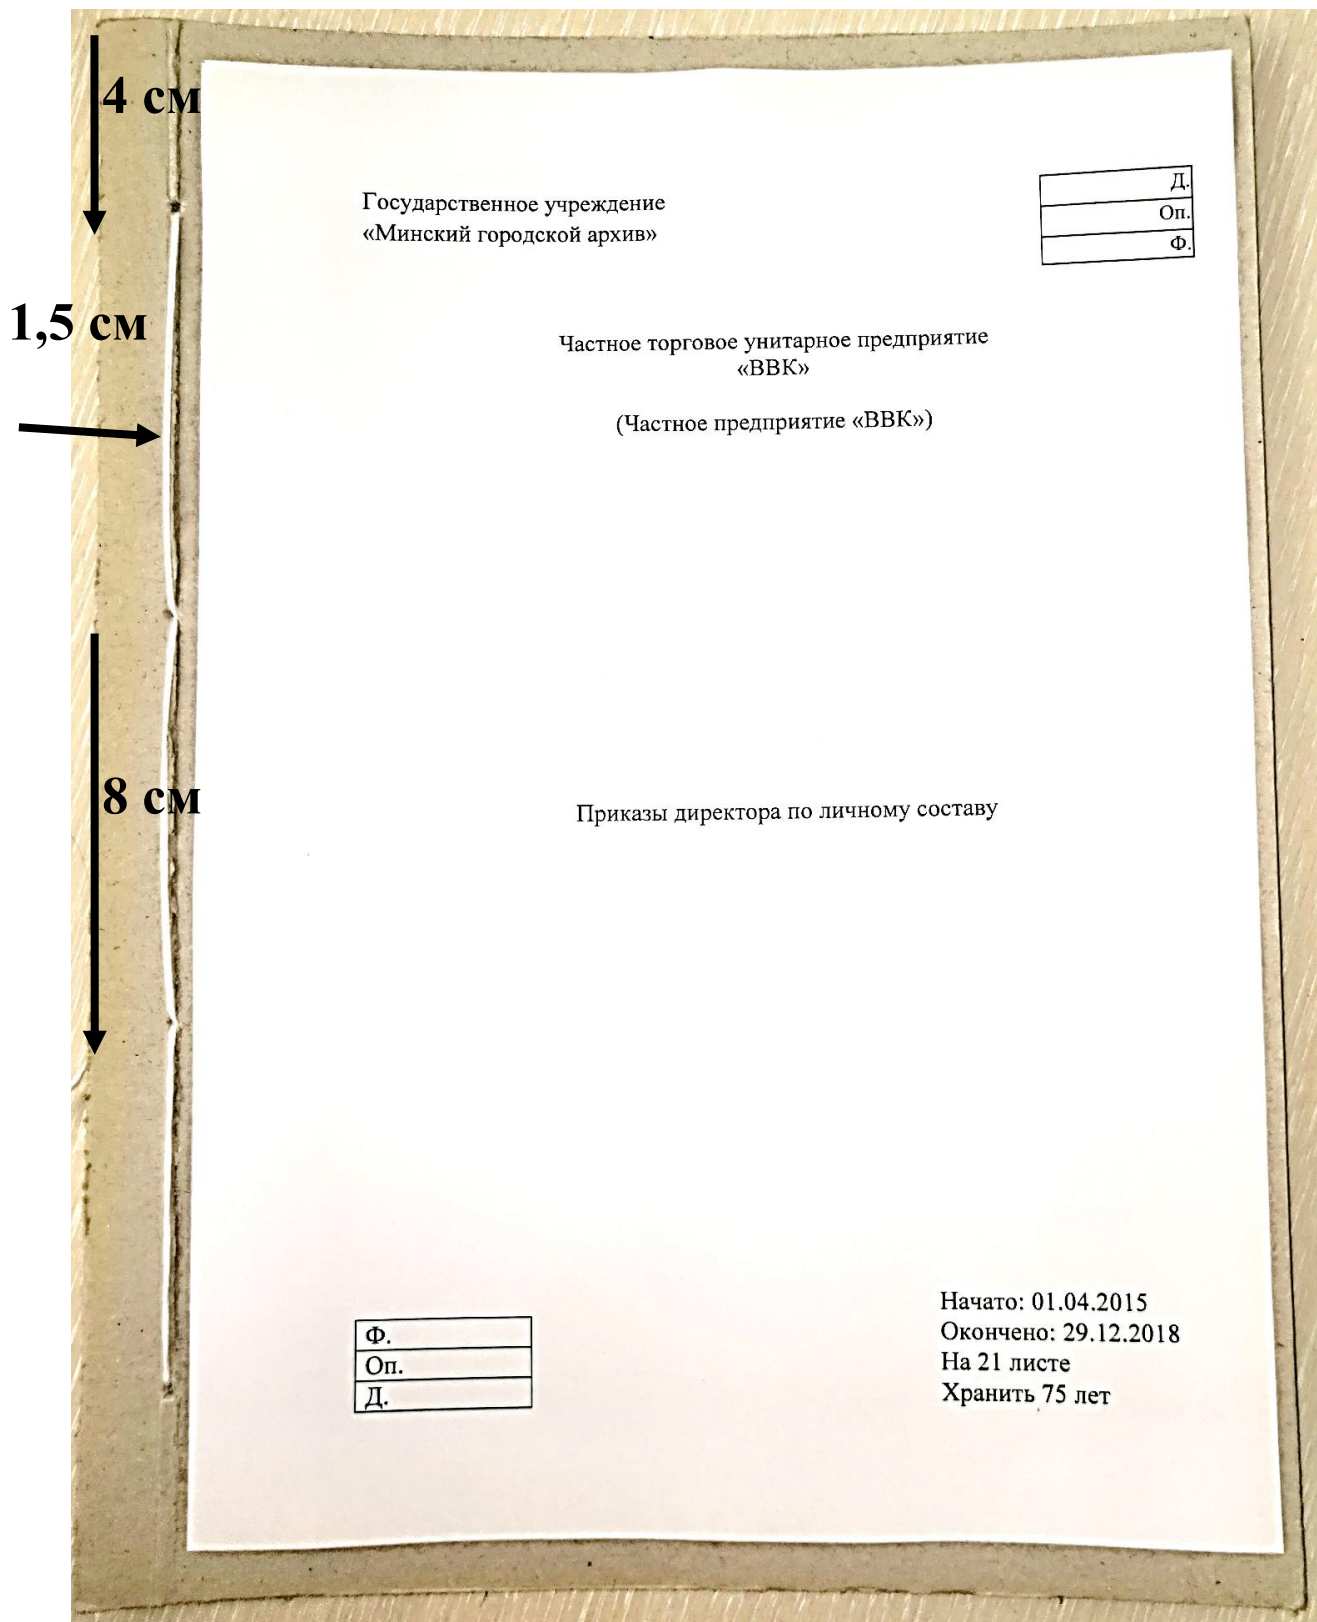 4 см
Государственное учреждение
«Минский городской архив»
Д.
Оп.
Ф.
1,5 см
Частное торговое унитарное предприятие
«ВВК»
(Частное предприятие «ВВК»)
8 см
Приказы директора по личному составу
Ф.
Оп.
Д.
Начато: 01.04.2015
Окончено: 29.12.2018
На 21 листе
Хранить 75 лет